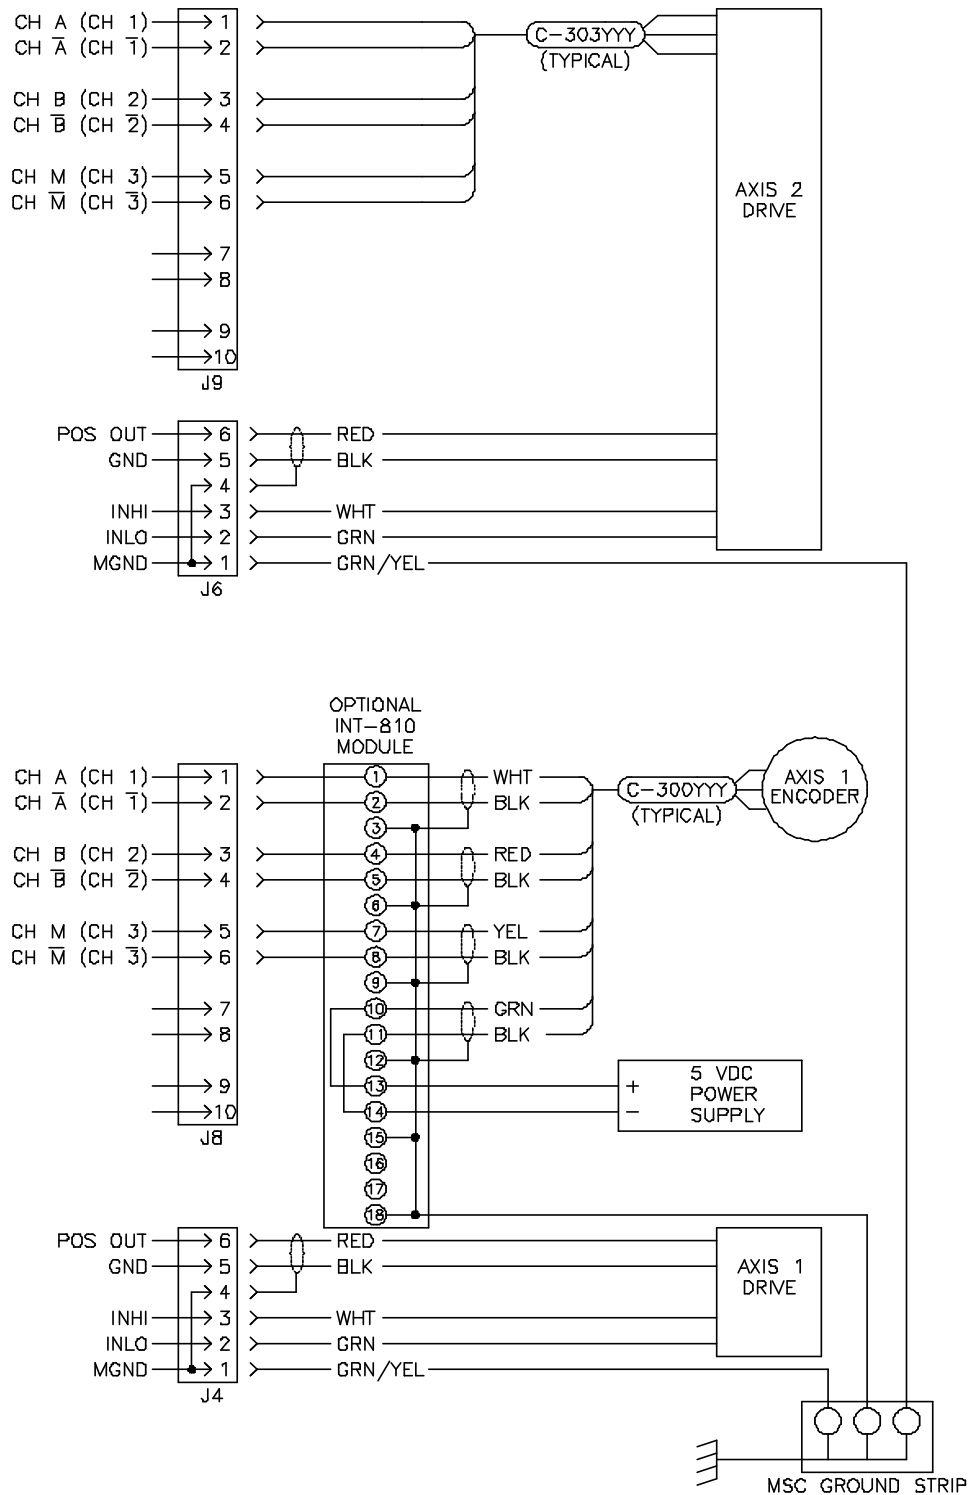 CH A (CH 1) 1
CH A̅ (CH 1̅) 2
C-303YYY
(TYPICAL)
CH B (CH 2) 3
CH B̅ (CH 2̅) 4
CH M (CH 3) 5
CH M̅ (CH 3̅) 6
AXIS 2
DRIVE
7
8
9
10
J9
POS OUT 6 RED
GND 5 BLK
4
INHI 3 WHT
INLO 2 GRN
MGND 1 GRN/YEL
J6
OPTIONAL
INT-810
MODULE
CH A (CH 1) 1 1 WHT
CH A̅ (CH 1̅) 2 2 BLK
C-300YYY
(TYPICAL)
AXIS 1
ENCODER
3
CH B (CH 2) 3 4 RED
CH B̅ (CH 2̅) 4 5 BLK
6
CH M (CH 3) 5 7 YEL
CH M̅ (CH 3̅) 6 8 BLK
9
7 10 GRN
8 11 BLK
12
9 13
10 14
J8
+
−
5 VDC
POWER
SUPPLY
15
16
17
18
POS OUT 6 RED
GND 5 BLK
4
INHI 3 WHT
INLO 2 GRN
MGND 1 GRN/YEL
J4
AXIS 1
DRIVE
MSC GROUND STRIP